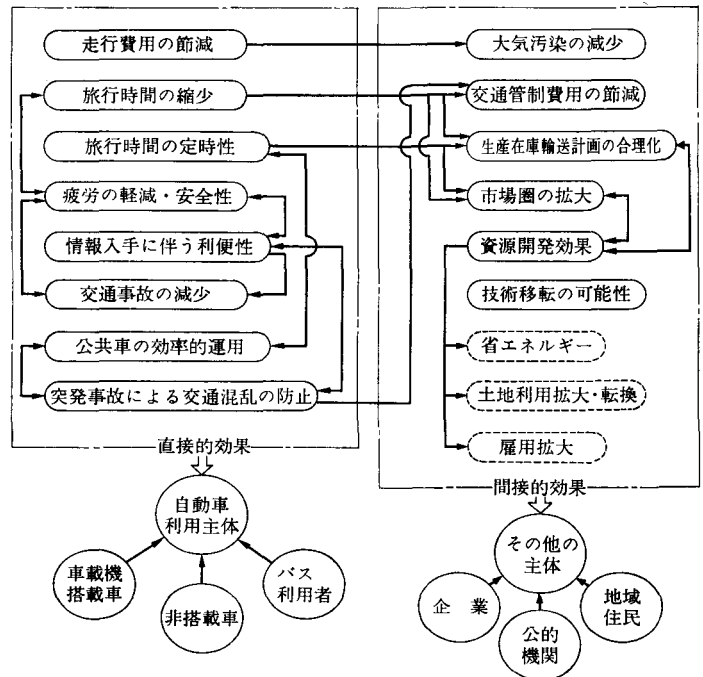 走行費用の節減
旅行時間の縮少
旅行時間の定時性
疲労の軽減・安全性
情報入手に伴う利便性
交通事故の減少
公共車の効率的運用
突発事故による交通混乱の防止
直接的効果
自動車
利用主体
車載機
搭載車
非搭載車
バス
利用者
大気汚染の減少
交通管制費用の節減
生産在庫輸送計画の合理化
市場圏の拡大
資源開発効果
技術移転の可能性
省エネルギー
土地利用拡大・転換
雇用拡大
間接的効果
その他の
主体
企　業
公的
機関
地域
住民